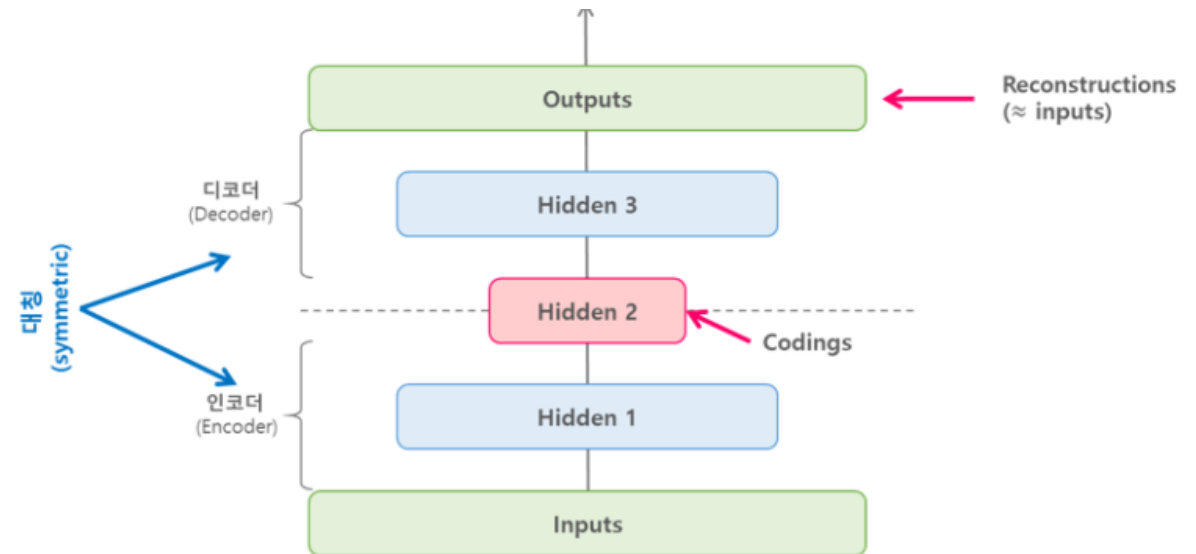 Outputs
Reconstructions
(≈ inputs)
디코더
(Decoder)
Hidden 3
대칭
(symmetric)
Hidden 2
Codings
인코더
(Encoder)
Hidden 1
Inputs